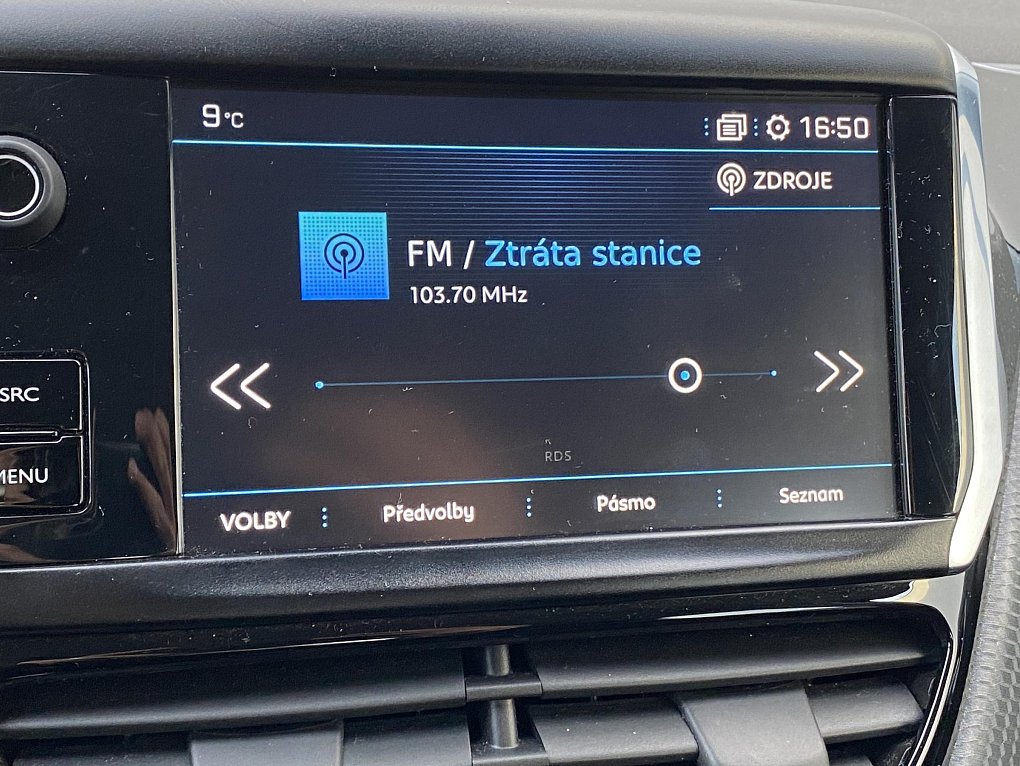 9°C
16:50
ZDROJE
FM / Ztráta stanice
103.70 MHz
SRC
RDS
MENU
VOLBY Předvolby Pásmo Seznam